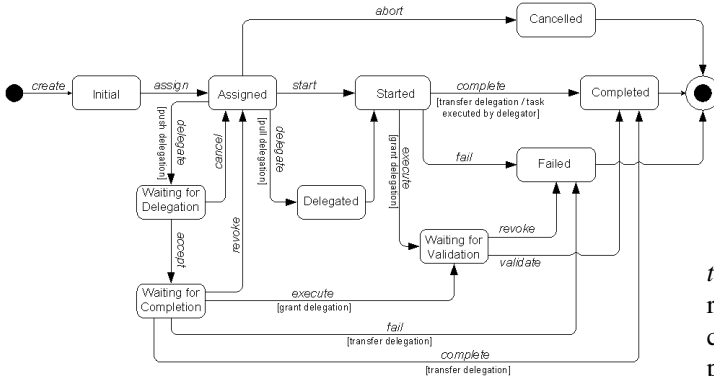 abort
Cancelled
create
Initial
assign
Assigned
start
Started
complete
[transfer delegation / task
executed by delegator]
Completed
delegate
[push delegation]
cancel
revoke
delegate
[pull delegation]
execute
[grant delegation]
fail
Failed
Waiting for
Delegation
Delegated
accept
Waiting for
Validation
revoke
validate
Waiting for
Completion
execute
[grant delegation]
fail
[transfer delegation]
complete
[transfer delegation]